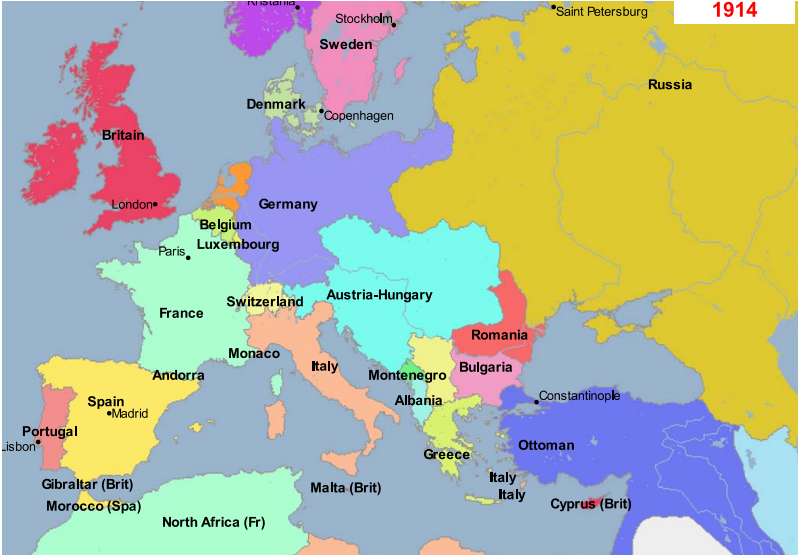 Kristania
1914
Saint Petersburg
Stockholm
Sweden
Russia
Denmark
Copenhagen
Britain
London
Germany
Belgium
Luxembourg
Paris
Switzerland
Austria-Hungary
France
Romania
Monaco
Italy
Bulgaria
Andorra
Montenegro
Constantinople
Spain
Albania
Madrid
Portugal
Lisbon
Ottoman
Greece
Gibraltar (Brit)
Italy
Morocco (Spa)
Malta (Brit)
Italy
Cyprus (Brit)
North Africa (Fr)